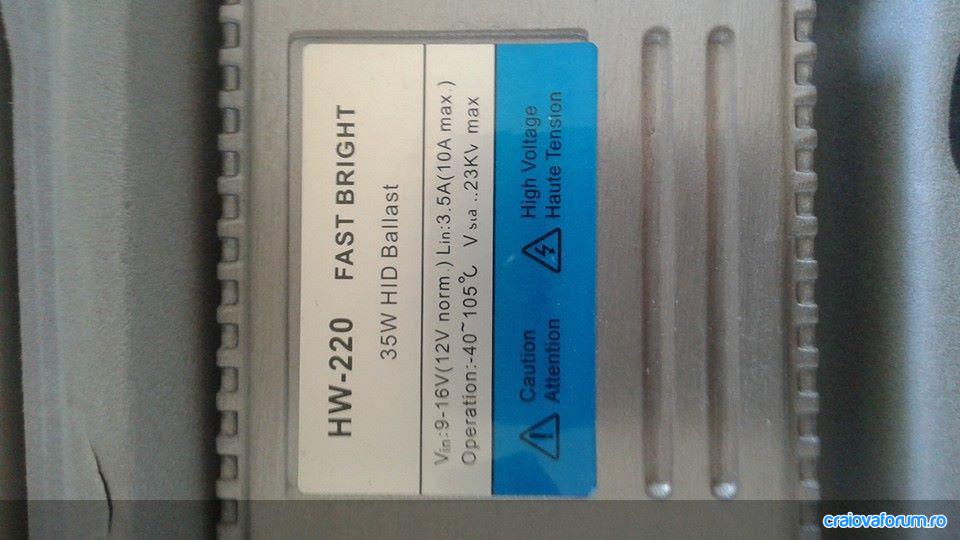 HW-220 FAST BRIGHT
35W HID Ballast
Vin:9-16V(12V norm.) Lin:3.5A(10A max.)
Operation:-40~105℃ V sta ..23KV max
Caution
Attention
High Voltage
Haute Tension
craiovaforum.ro